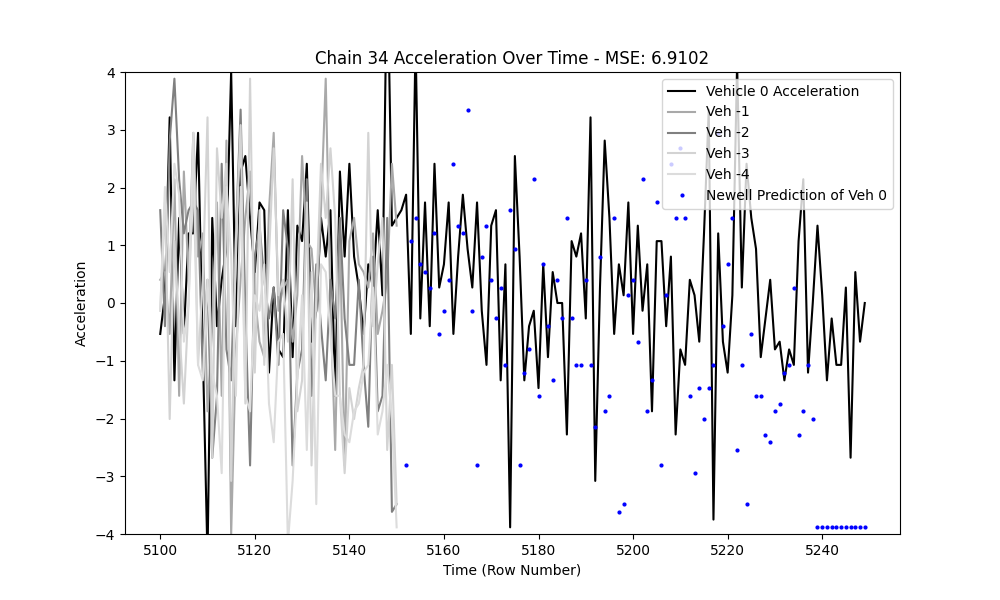 Chain 34 Acceleration Over Time - MSE: 6.9102
Acceleration
4
3
2
1
0
−1
−2
−3
−4
Vehicle 0 Acceleration
Veh -1
Veh -2
Veh -3
Veh -4
Newell Prediction of Veh 0
5100 5120 5140 5160 5180 5200 5220 5240
Time (Row Number)